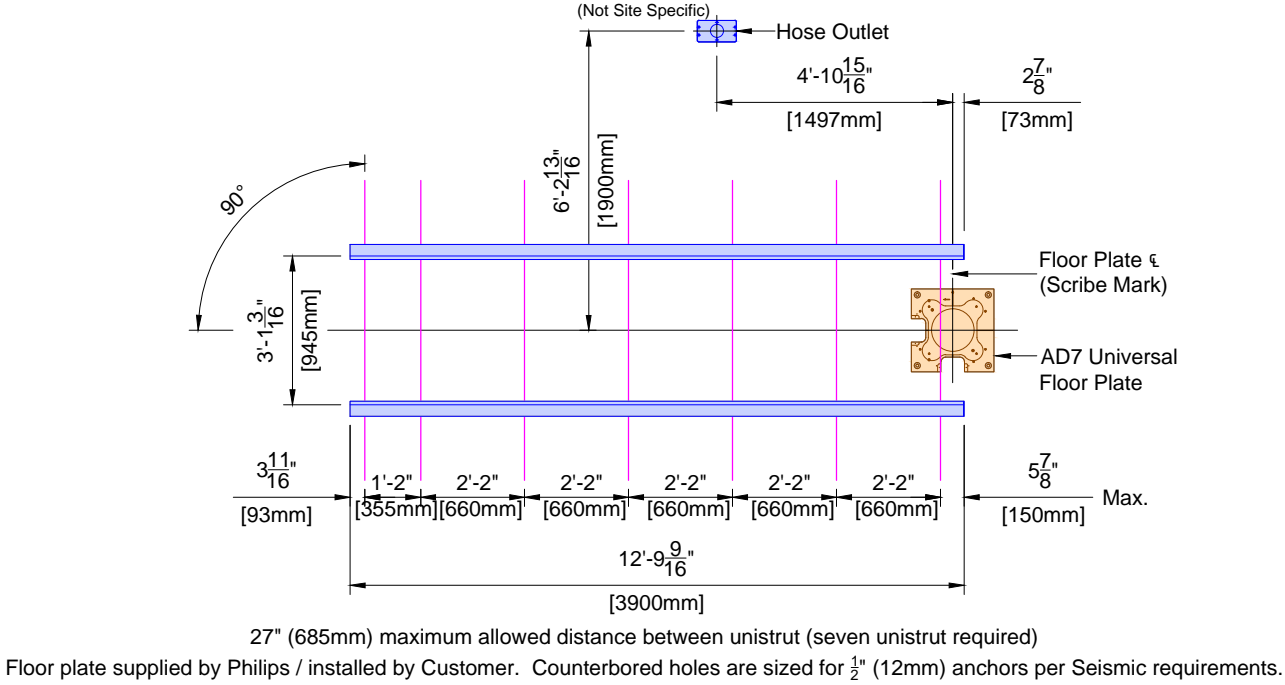 (Not Site Specific)
Hose Outlet
4'-10 15/16"
[1497mm]
2 7/8"
[73mm]
90°
6'-2 13/16"
[1900mm]
Floor Plate ℄
(Scribe Mark)
3'-1 3/16"
[945mm]
AD7 Universal
Floor Plate
3 11/16"
[93mm]
1'-2"
[355mm]
2'-2"
[660mm]
2'-2"
[660mm]
2'-2"
[660mm]
2'-2"
[660mm]
2'-2"
[660mm]
5 7/8"
[150mm]
Max.
12'-9 9/16"
[3900mm]
27" (685mm) maximum allowed distance between unistrut (seven unistrut required)
Floor plate supplied by Philips / installed by Customer. Counterbored holes are sized for 1/2" (12mm) anchors per Seismic requirements.